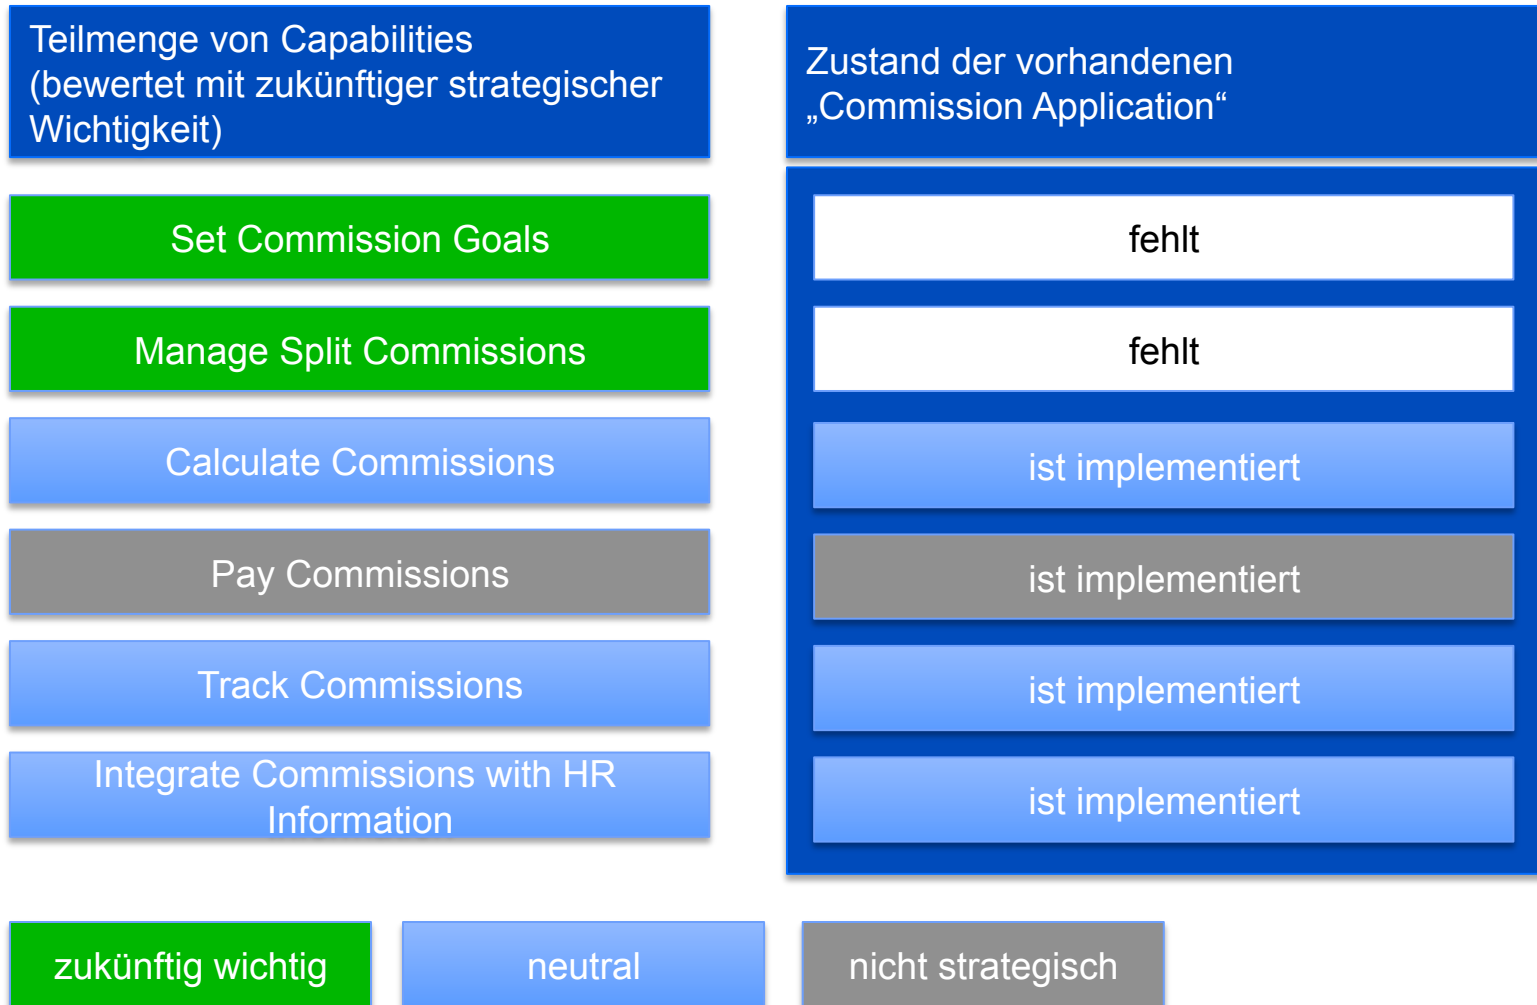 Teilmenge von Capabilities
(bewertet mit zukünftiger strategischer
Wichtigkeit)
Zustand der vorhandenen
„Commission Application“
Set Commission Goals
fehlt
Manage Split Commissions
fehlt
Calculate Commissions
ist implementiert
Pay Commissions
ist implementiert
Track Commissions
ist implementiert
Integrate Commissions with HR
Information
ist implementiert
zukünftig wichtig
neutral
nicht strategisch